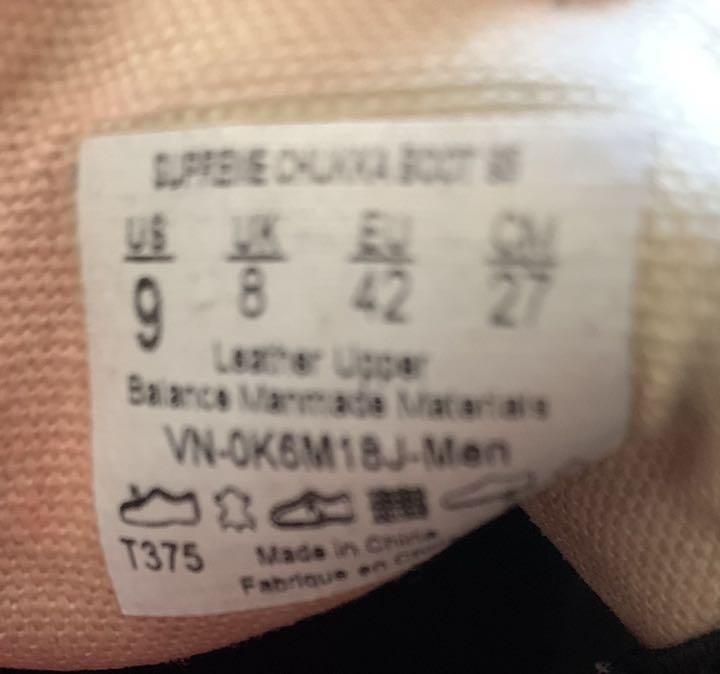 SUPREME CHUKKA BOOT 95
US UK EU CM
9 8 42 27
Leather Upper
Balance Manmade Materials
VN-0K6M18J-Men
T375 Made in China
Fabrique en